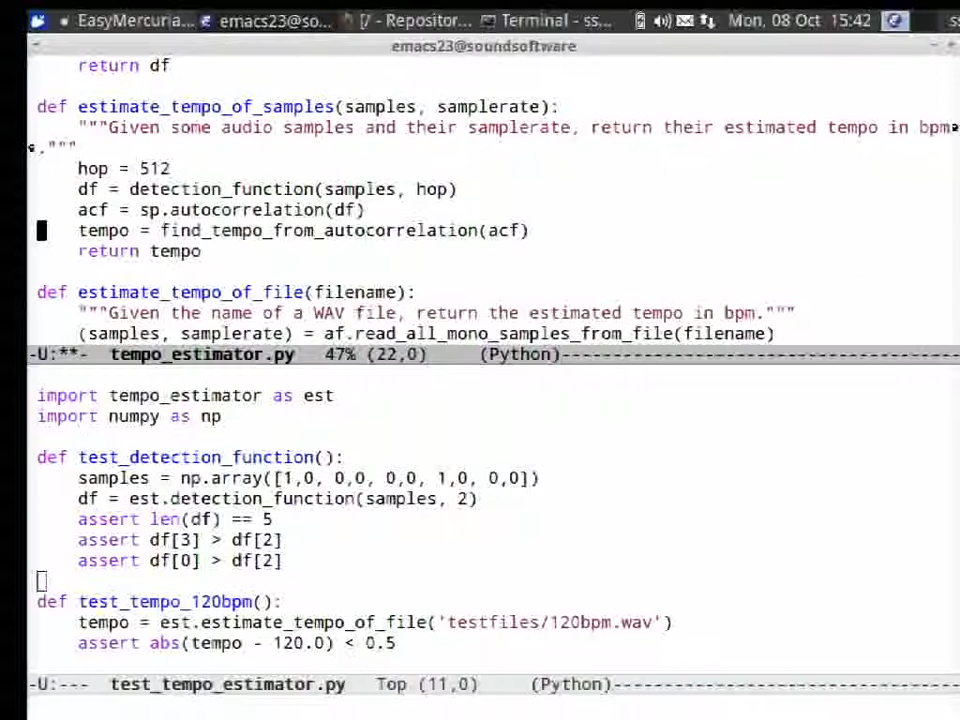 EasyMercuria... emacs23@so... [/ - Repositor... Terminal - ss... Mon, 08 Oct 15:42 ss
emacs23@soundsoftware
    return df
def estimate_tempo_of_samples(samples, samplerate):
    """Given some audio samples and their samplerate, return their estimated tempo in bpm
."""
    hop = 512
    df = detection_function(samples, hop)
    acf = sp.autocorrelation(df)
    tempo = find_tempo_from_autocorrelation(acf)
    return tempo
def estimate_tempo_of_file(filename):
    """Given the name of a WAV file, return the estimated tempo in bpm."""
    (samples, samplerate) = af.read_all_mono_samples_from_file(filename)
-U:**-  tempo_estimator.py   47% (22,0)     (Python)---------------------------------------
import tempo_estimator as est
import numpy as np
def test_detection_function():
    samples = np.array([1,0, 0,0, 0,0, 1,0, 0,0])
    df = est.detection_function(samples, 2)
    assert len(df) == 5
    assert df[3] > df[2]
    assert df[0] > df[2]
def test_tempo_120bpm():
    tempo = est.estimate_tempo_of_file('testfiles/120bpm.wav')
    assert abs(tempo - 120.0) < 0.5
-U:---  test_tempo_estimator.py   Top (11,0)     (Python)----------------------------------